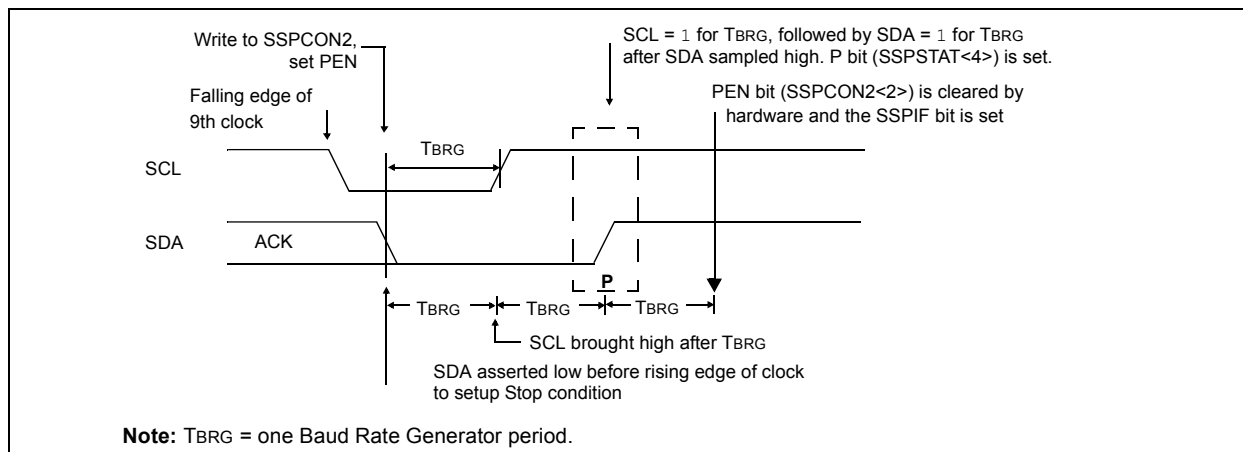 Write to SSPCON2,
set PEN
SCL = 1 for TBRG, followed by SDA = 1 for TBRG
after SDA sampled high. P bit (SSPSTAT<4>) is set.
Falling edge of
9th clock
PEN bit (SSPCON2<2>) is cleared by
hardware and the SSPIF bit is set
TBRG
SCL
SDA
ACK
P
TBRG
TBRG
TBRG
SCL brought high after TBRG
SDA asserted low before rising edge of clock
to setup Stop condition
Note: TBRG = one Baud Rate Generator period.